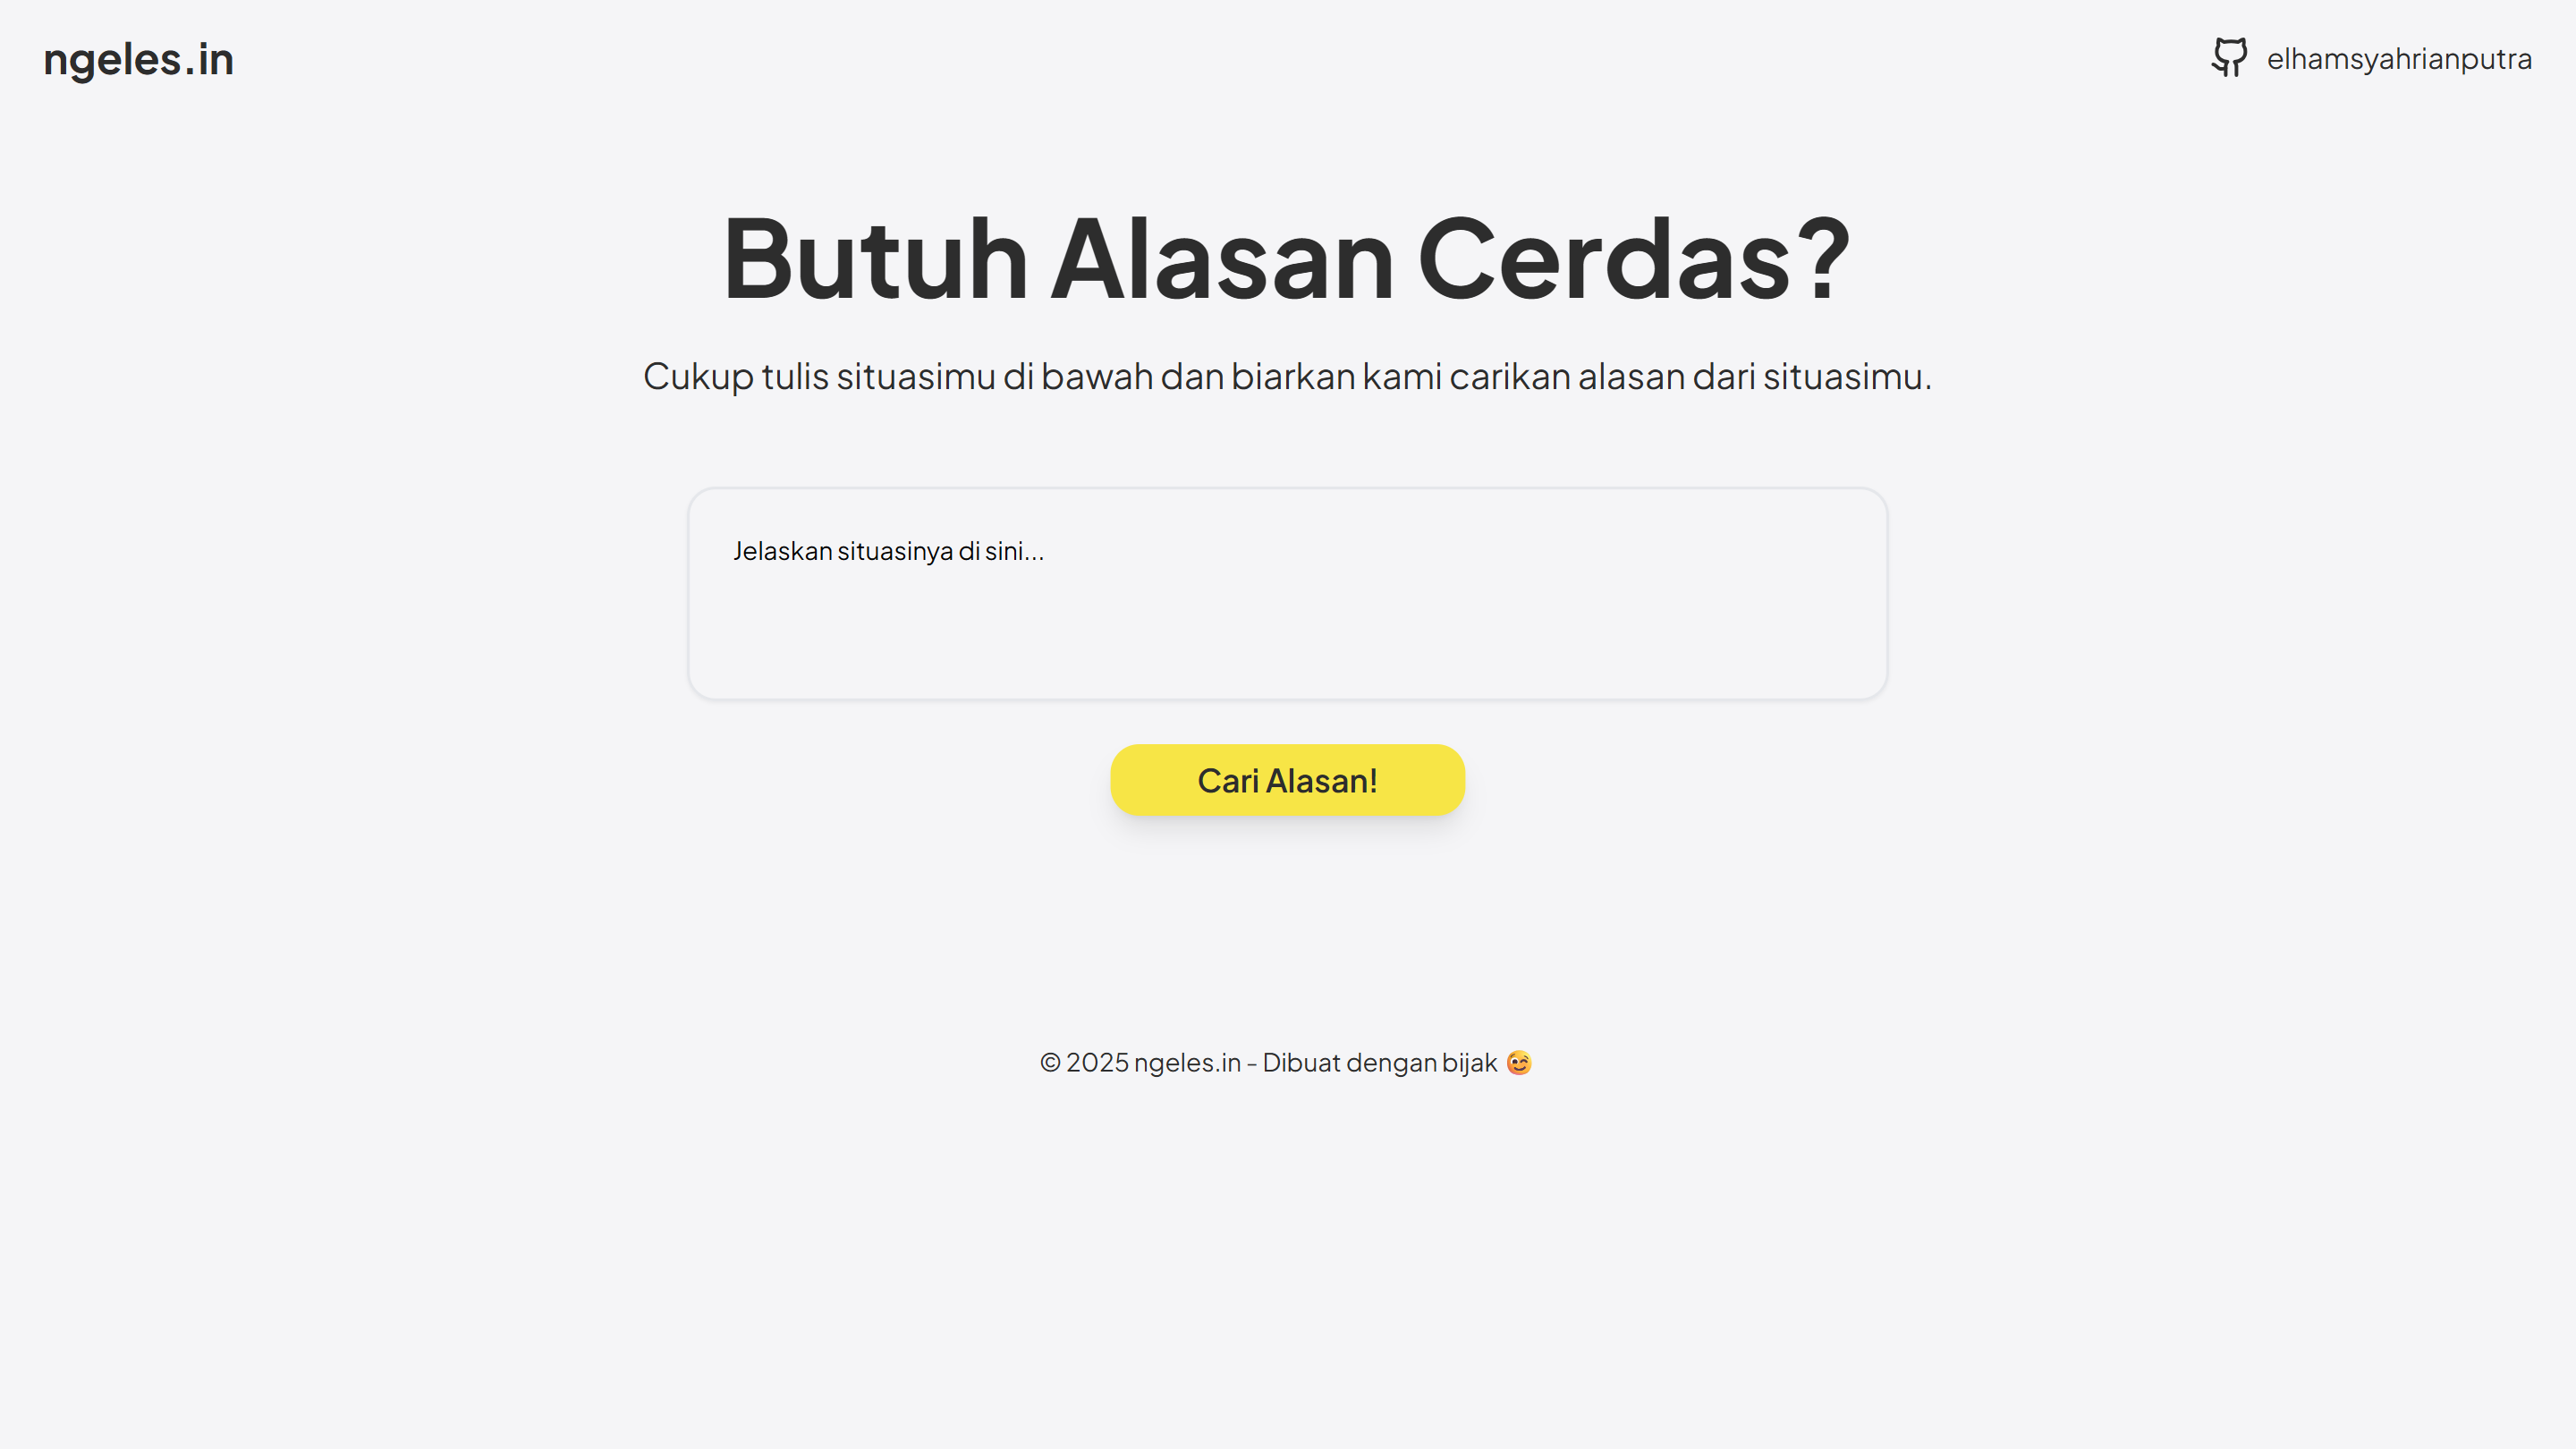 ngeles.in
elhamsyahrianputra
Butuh Alasan Cerdas?
Cukup tulis situasimu di bawah dan biarkan kami carikan alasan dari situasimu.
Jelaskan situasinya di sini...
Cari Alasan!
© 2025 ngeles.in - Dibuat dengan bijak 😉